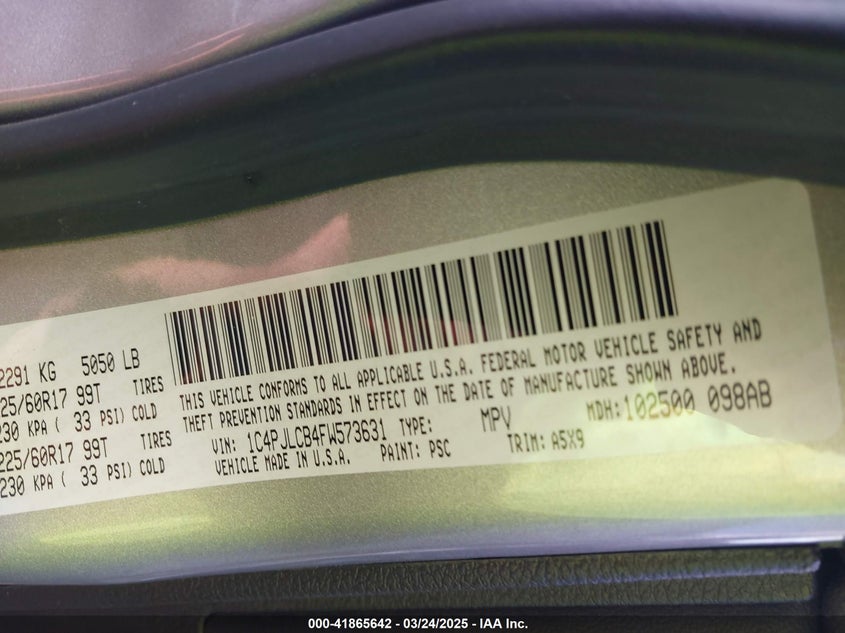 2291 KG 5050 LB
25/60R17 99T TIRES
230 KPA ( 33 PSI) COLD
225/60R17 99T TIRES
230 KPA ( 33 PSI) COLD
THIS VEHICLE CONFORMS TO ALL APPLICABLE U.S.A. FEDERAL MOTOR VEHICLE SAFETY AND
THEFT PREVENTION STANDARDS IN EFFECT ON THE DATE OF MANUFACTURE SHOWN ABOVE.
VIN: 1C4PJLCB4FW573631 TYPE: MPV MDH: 102500 098AB
VEHICLE MADE IN U.S.A. PAINT: PSC TRIM: A5X9
000-41865642 - 03/24/2025 - IAA Inc.